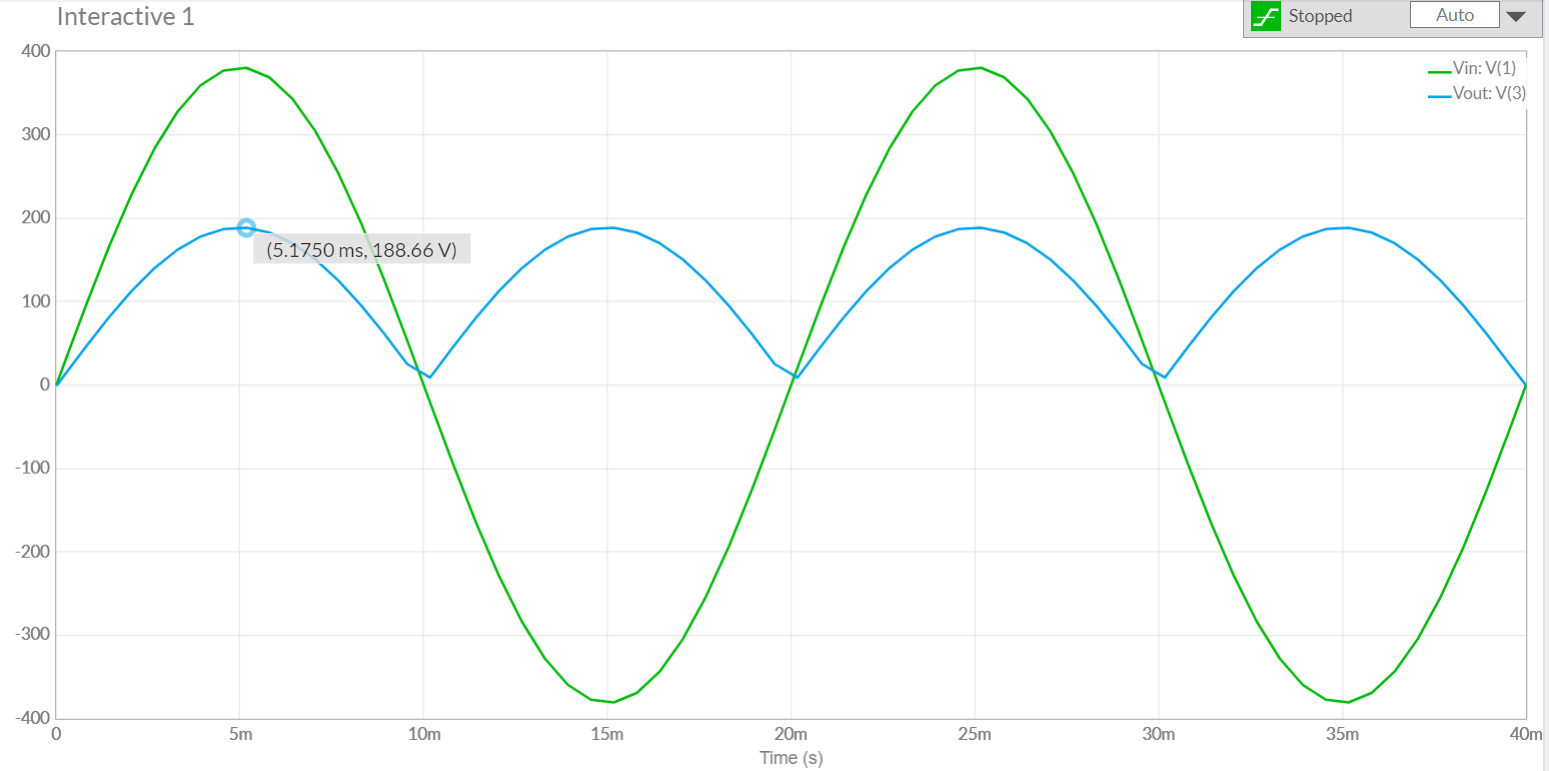 Interactive 1
Stopped
Auto
400
300
200
100
0
-100
-200
-300
-400
Vin: V(1)
Vout: V(3)
(5.1750 ms, 188.66 V)
0 5m 10m 15m 20m 25m 30m 35m 40m
Time (s)